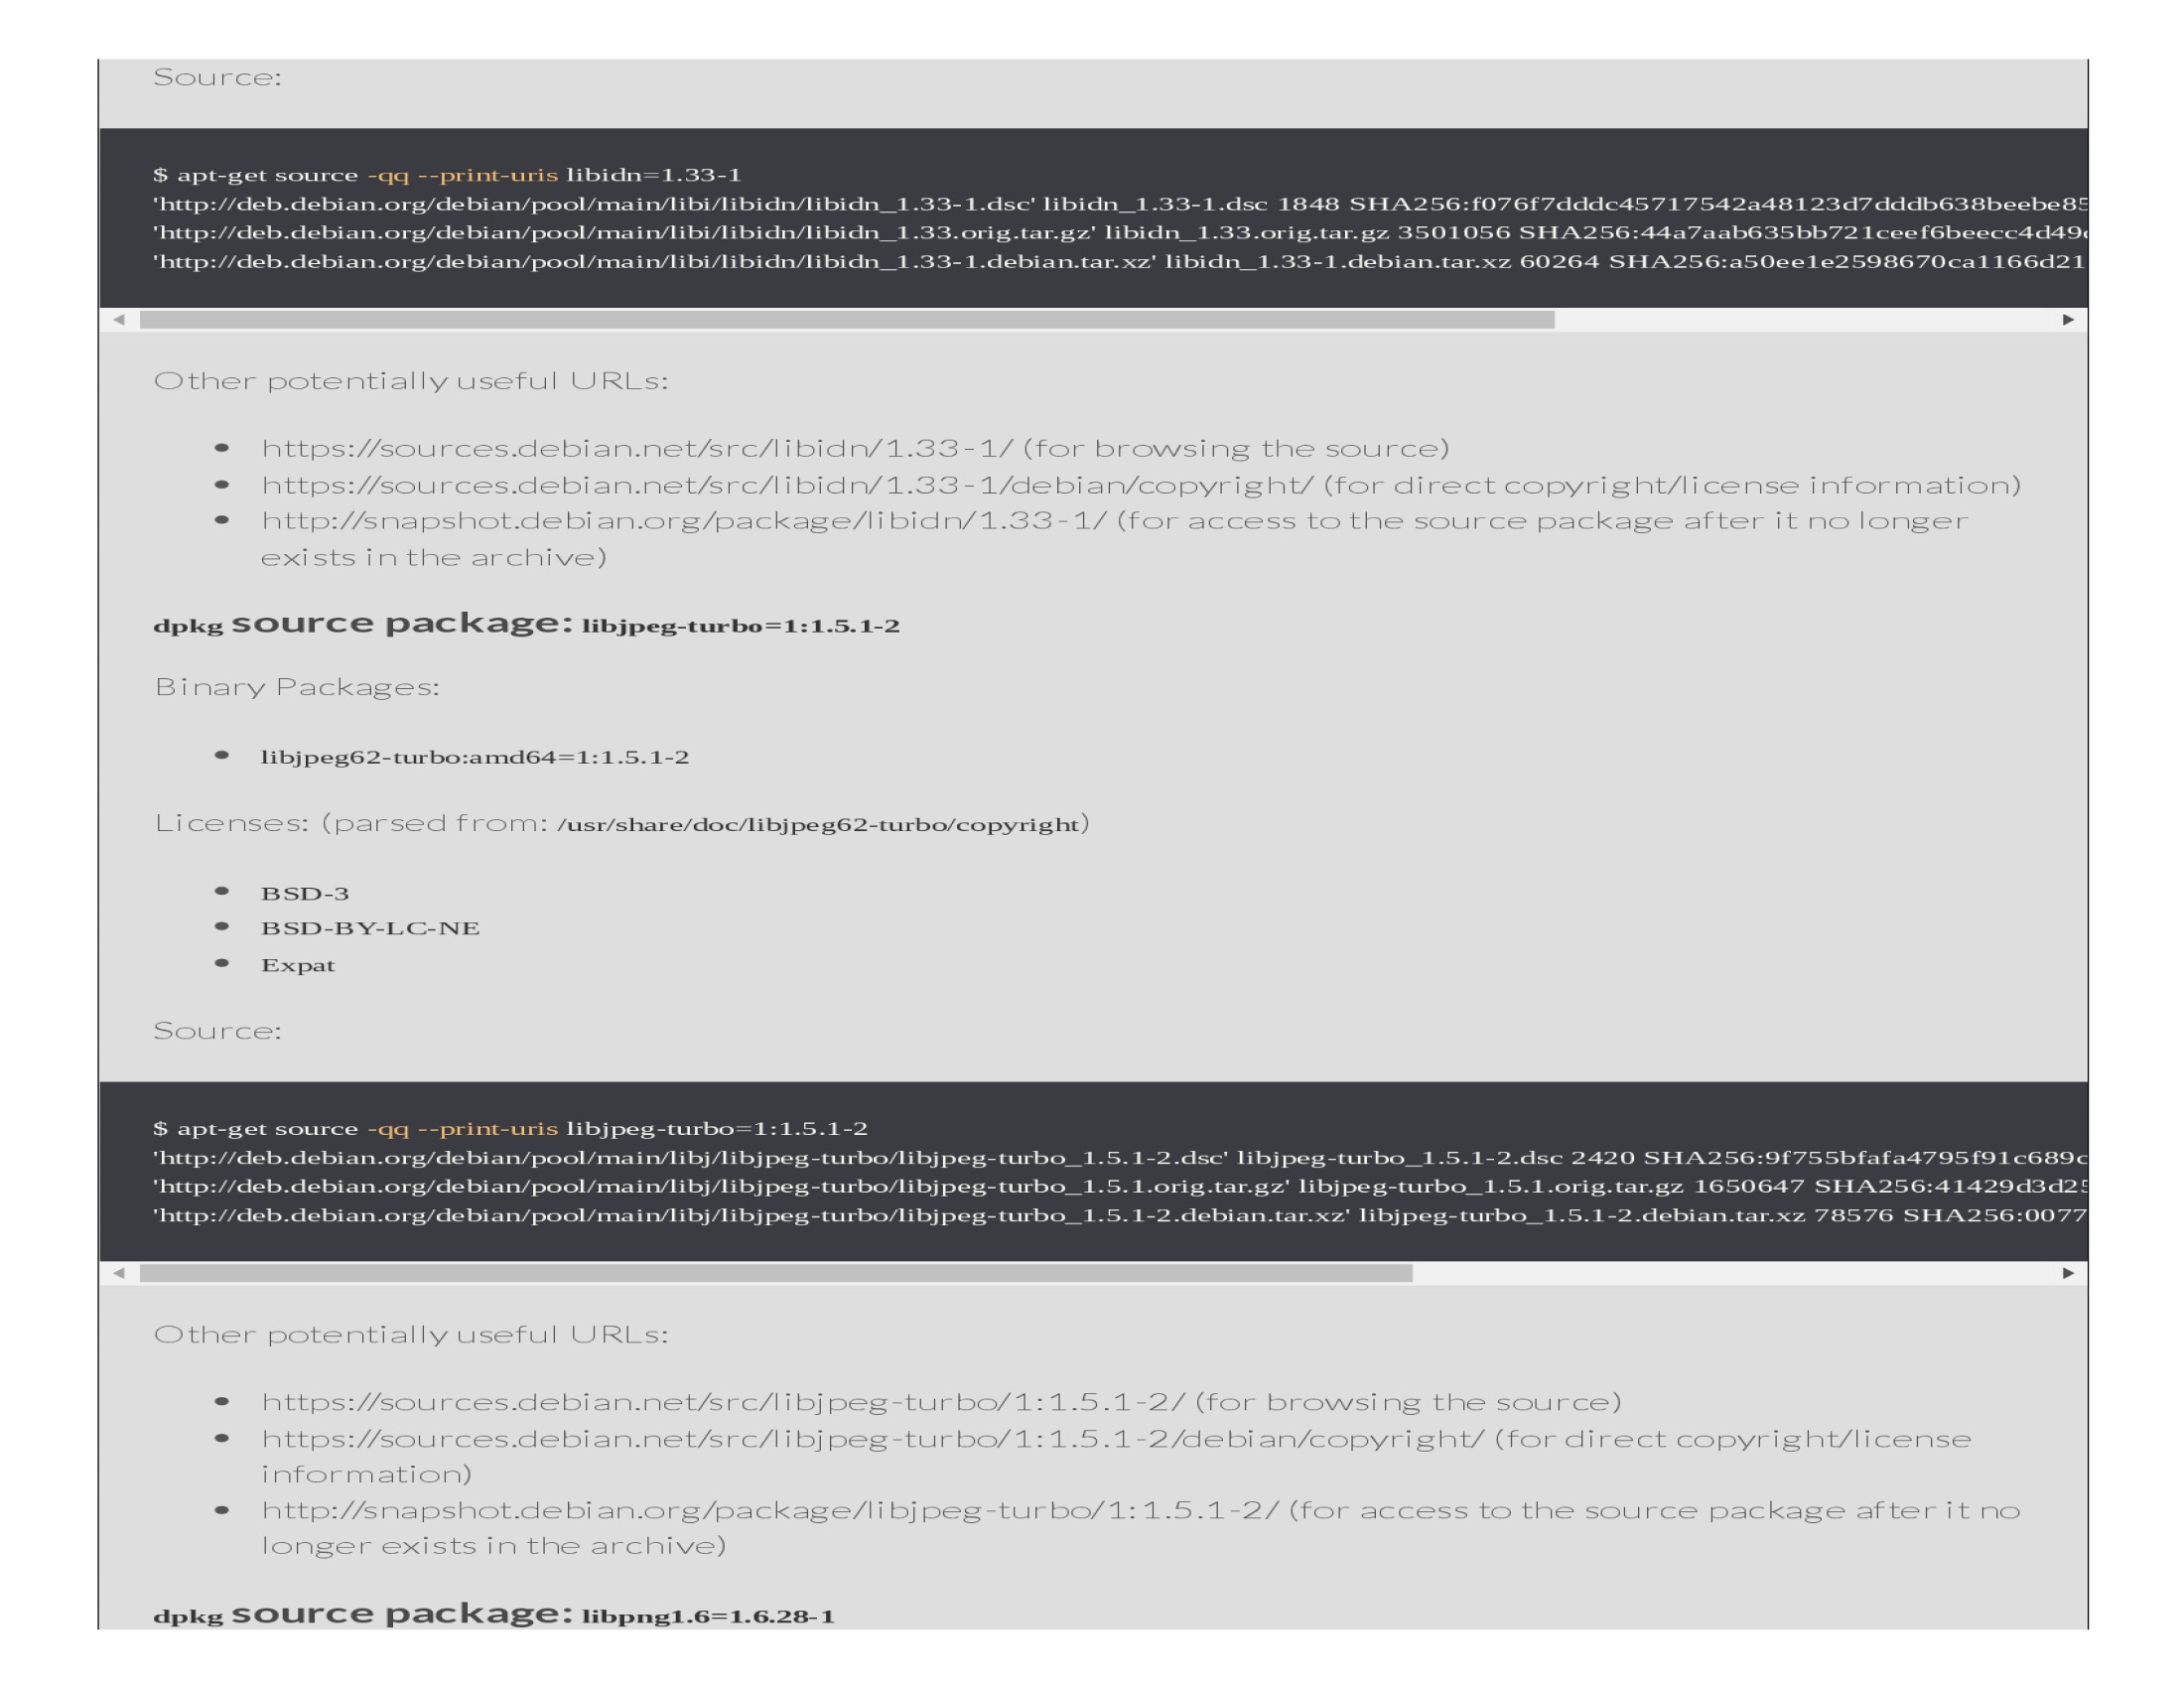 Source:
$ apt-get source -qq --print-uris libidn=1.33-1
'http://deb.debian.org/debian/pool/main/libi/libidn/libidn_1.33-1.dsc' libidn_1.33-1.dsc 1848 SHA256:f076f7dddc45717542a48123d7dddb638beebe85
'http://deb.debian.org/debian/pool/main/libi/libidn/libidn_1.33.orig.tar.gz' libidn_1.33.orig.tar.gz 3501056 SHA256:44a7aab635bb721ceef6beecc4d49
'http://deb.debian.org/debian/pool/main/libi/libidn/libidn_1.33-1.debian.tar.xz' libidn_1.33-1.debian.tar.xz 60264 SHA256:a50ee1e2598670ca1166d21
Other potentially useful URLs:
• https://sources.debian.net/src/libidn/1.33-1/ (for browsing the source)
• https://sources.debian.net/src/libidn/1.33-1/debian/copyright/ (for direct copyright/license information)
• http://snapshot.debian.org/package/libidn/1.33-1/ (for access to the source package after it no longer
exists in the archive)
dpkg source package: libjpeg-turbo=1:1.5.1-2
Binary Packages:
• libjpeg62-turbo:amd64=1:1.5.1-2
Licenses: (parsed from: /usr/share/doc/libjpeg62-turbo/copyright)
• BSD-3
• BSD-BY-LC-NE
• Expat
Source:
$ apt-get source -qq --print-uris libjpeg-turbo=1:1.5.1-2
'http://deb.debian.org/debian/pool/main/libj/libjpeg-turbo/libjpeg-turbo_1.5.1-2.dsc' libjpeg-turbo_1.5.1-2.dsc 2420 SHA256:9f755bfafa4795f91c689c
'http://deb.debian.org/debian/pool/main/libj/libjpeg-turbo/libjpeg-turbo_1.5.1.orig.tar.gz' libjpeg-turbo_1.5.1.orig.tar.gz 1650647 SHA256:41429d3d25
'http://deb.debian.org/debian/pool/main/libj/libjpeg-turbo/libjpeg-turbo_1.5.1-2.debian.tar.xz' libjpeg-turbo_1.5.1-2.debian.tar.xz 78576 SHA256:0077
Other potentially useful URLs:
• https://sources.debian.net/src/libjpeg-turbo/1:1.5.1-2/ (for browsing the source)
• https://sources.debian.net/src/libjpeg-turbo/1:1.5.1-2/debian/copyright/ (for direct copyright/license
information)
• http://snapshot.debian.org/package/libjpeg-turbo/1:1.5.1-2/ (for access to the source package after it no
longer exists in the archive)
dpkg source package: libpng1.6=1.6.28-1